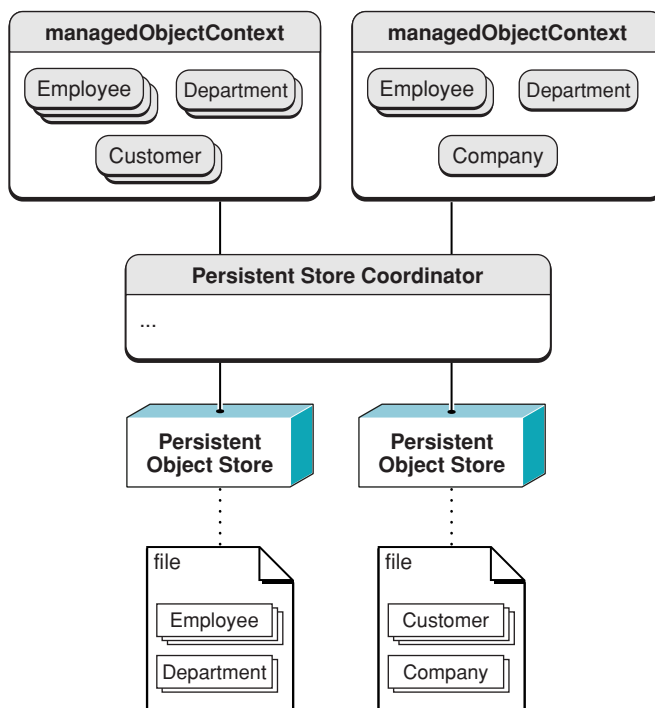 managedObjectContext
Employee
Department
Customer
managedObjectContext
Employee
Department
Company
Persistent Store Coordinator
...
Persistent
Object Store
Persistent
Object Store
file
Employee
Department
file
Customer
Company